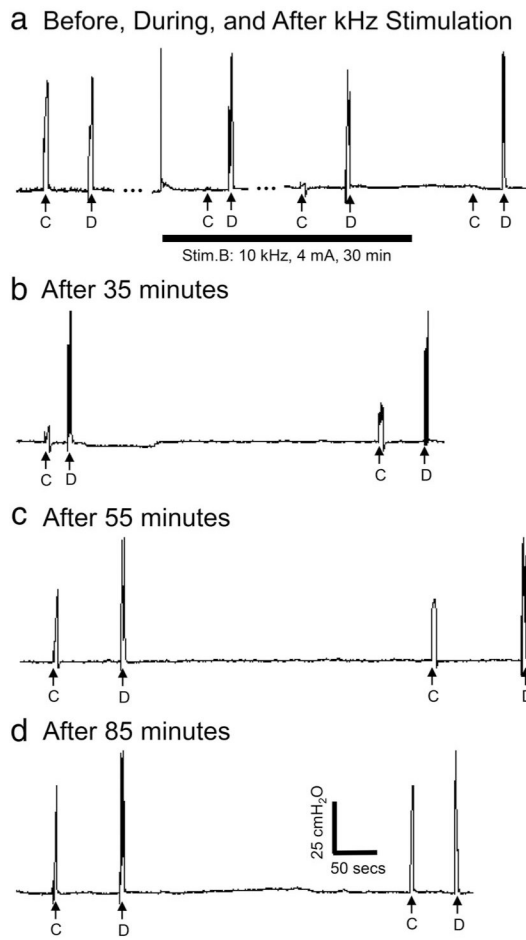 a Before, During, and After kHz Stimulation
C D C D C D C D
Stim.B: 10 kHz, 4 mA, 30 min
b After 35 minutes
C D C D
c After 55 minutes
C D C D
d After 85 minutes
25 cmH₂O
50 secs
C D C D